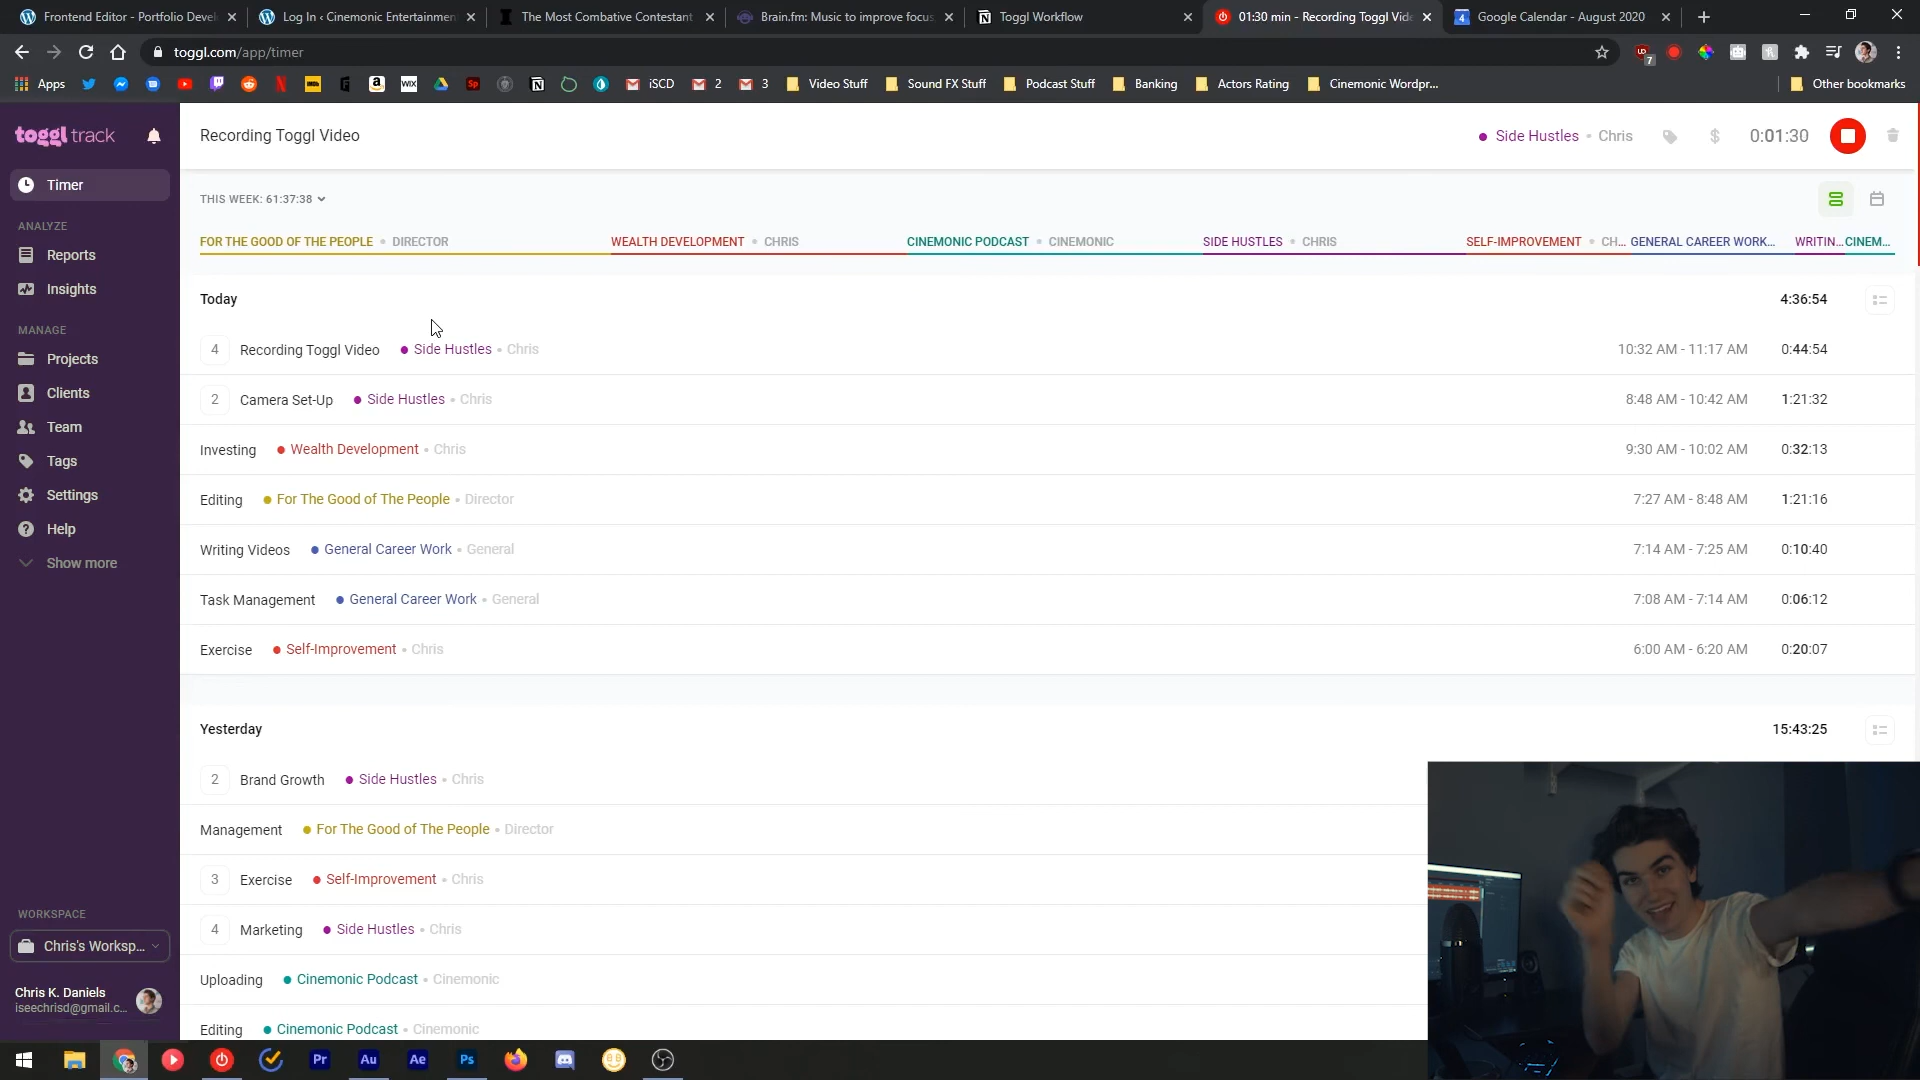 Frontend Editor - Portfolio Devel
Log In ‹ Cinemonic Entertainmen
The Most Combative Contestant
Brain.fm: Music to improve focus,
Toggl Workflow
01:30 min - Recording Toggl Vide
Google Calendar - August 2020
toggl.com/app/timer
7
Apps
iSCD
2
3
Video Stuff
Sound FX Stuff
Podcast Stuff
Banking
Actors Rating
Cinemonic Wordpr...
Other bookmarks
toggl track
Timer
ANALYZE
Reports
Insights
MANAGE
Projects
Clients
Team
Tags
Settings
Help
Show more
WORKSPACE
Chris's Worksp...
Chris K. Daniels
iseechrisd@gmail.c...
Recording Toggl Video
Side Hustles • Chris
$
0:01:30
THIS WEEK: 61:37:38
FOR THE GOOD OF THE PEOPLE • DIRECTOR
WEALTH DEVELOPMENT • CHRIS
CINEMONIC PODCAST • CINEMONIC
SIDE HUSTLES • CHRIS
SELF-IMPROVEMENT • CH...
GENERAL CAREER WORK...
WRITIN...
CINEM...
Today 4:36:54
4 Recording Toggl Video • Side Hustles • Chris 10:32 AM - 11:17 AM 0:44:54
2 Camera Set-Up • Side Hustles • Chris 8:48 AM - 10:42 AM 1:21:32
Investing • Wealth Development • Chris 9:30 AM - 10:02 AM 0:32:13
Editing • For The Good of The People • Director 7:27 AM - 8:48 AM 1:21:16
Writing Videos • General Career Work • General 7:14 AM - 7:25 AM 0:10:40
Task Management • General Career Work • General 7:08 AM - 7:14 AM 0:06:12
Exercise • Self-Improvement • Chris 6:00 AM - 6:20 AM 0:20:07
Yesterday 15:43:25
2 Brand Growth • Side Hustles • Chris
Management • For The Good of The People • Director
3 Exercise • Self-Improvement • Chris
4 Marketing • Side Hustles • Chris
Uploading • Cinemonic Podcast • Cinemonic
Editing • Cinemonic Podcast • Cinemonic
Pr
Au
Ae
Ps